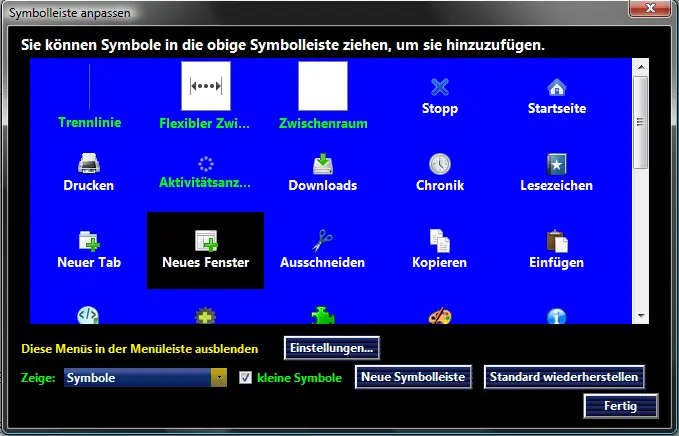 Symbolleiste anpassen
Sie können Symbole in die obige Symbolleiste ziehen, um sie hinzuzufügen.
Trennlinie
Flexibler Zwi...
Zwischenraum
Stopp
Startseite
Drucken
Aktivitätsanz...
Downloads
Chronik
Lesezeichen
Neuer Tab
Neues Fenster
Ausschneiden
Kopieren
Einfügen
Diese Menüs in der Menüleiste ausblenden
Einstellungen...
Zeige:
Symbole
kleine Symbole
Neue Symbolleiste
Standard wiederherstellen
Fertig